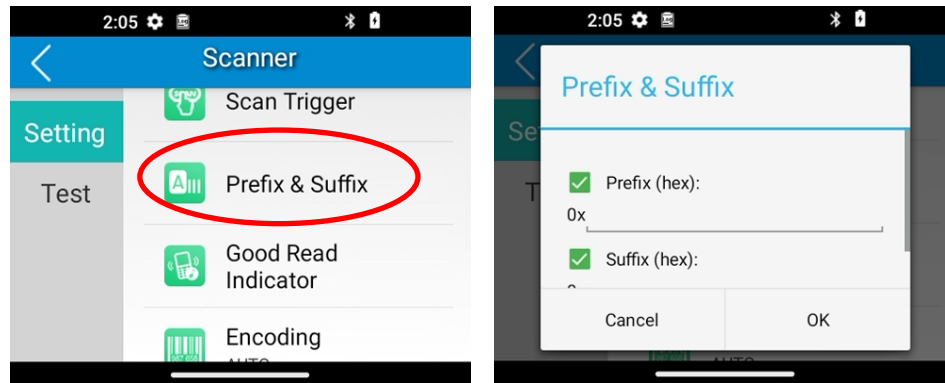 2:05
Scanner
Setting
Test
Scan Trigger
Prefix & Suffix
Good Read
Indicator
Encoding
2:05
Prefix & Suffix
Prefix (hex):
0x
Suffix (hex):
Cancel
OK